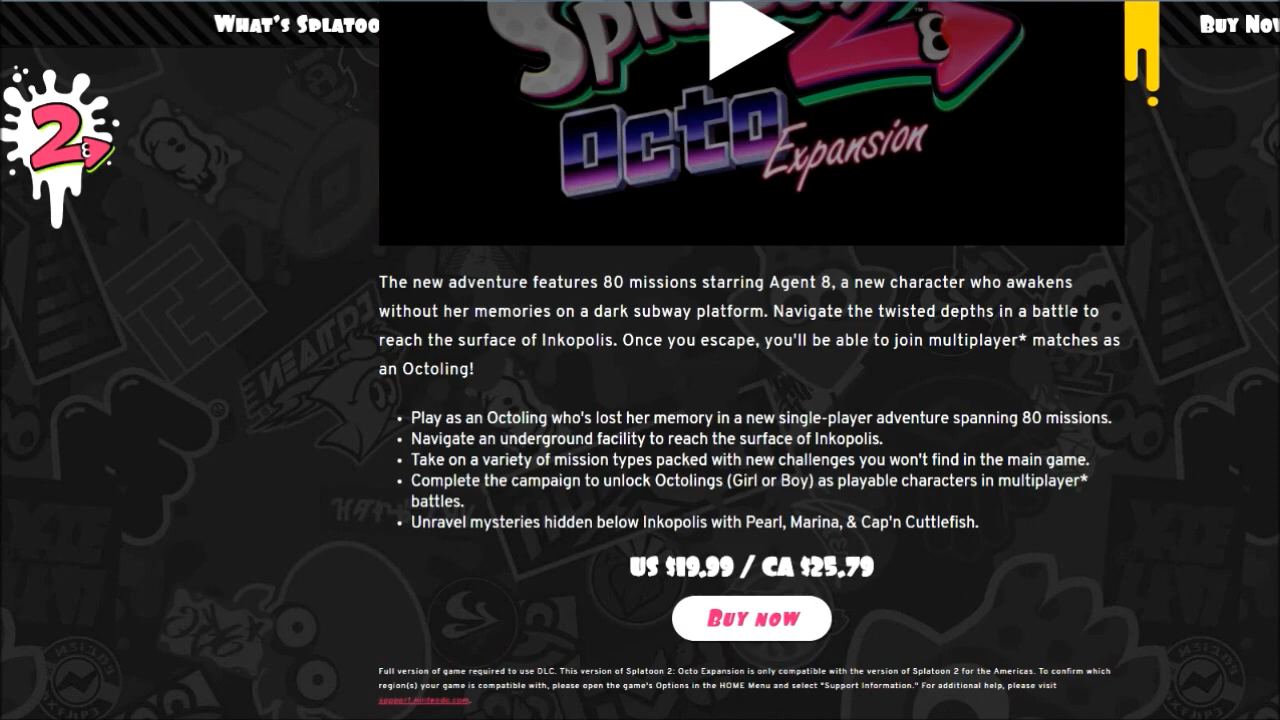 What's Splatoo
Buy Now
Splatoon
2
™
2
Octo
Expansion
The new adventure features 80 missions starring Agent 8, a new character who awakens
without her memories on a dark subway platform. Navigate the twisted depths in a battle to
reach the surface of Inkopolis. Once you escape, you'll be able to join multiplayer* matches as
an Octoling!
• Play as an Octoling who's lost her memory in a new single-player adventure spanning 80 missions.
• Navigate an underground facility to reach the surface of Inkopolis.
• Take on a variety of mission types packed with new challenges you won't find in the main game.
• Complete the campaign to unlock Octolings (Girl or Boy) as playable characters in multiplayer*
battles.
• Unravel mysteries hidden below Inkopolis with Pearl, Marina, & Cap'n Cuttlefish.
US $19.99 / CA $25.79
Buy now
Full version of game required to use DLC. This version of Splatoon 2: Octo Expansion is only compatible with the version of Splatoon 2 for the Americas. To confirm which
region(s) your game is compatible with, please open the game's Options in the HOME Menu and select "Support Information." For additional help, please visit
support.nintendo.com.